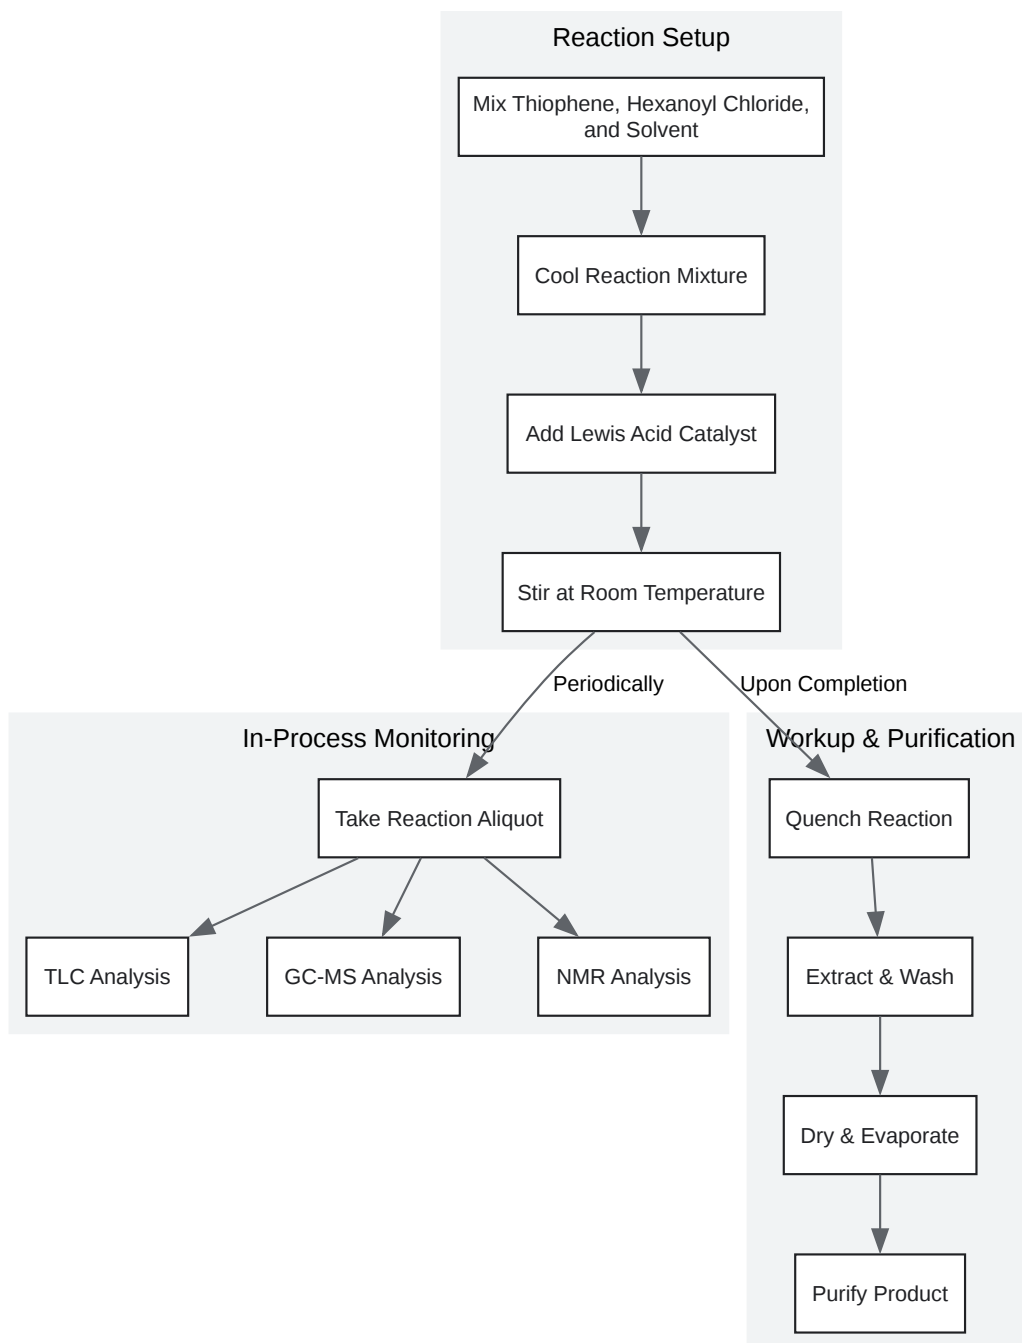 Reaction Setup
Mix Thiophene, Hexanoyl Chloride,
and Solvent
Cool Reaction Mixture
Add Lewis Acid Catalyst
Stir at Room Temperature
Periodically
Upon Completion
In-Process Monitoring
Workup & Purification
Take Reaction Aliquot
Quench Reaction
TLC Analysis
GC-MS Analysis
NMR Analysis
Extract & Wash
Dry & Evaporate
Purify Product